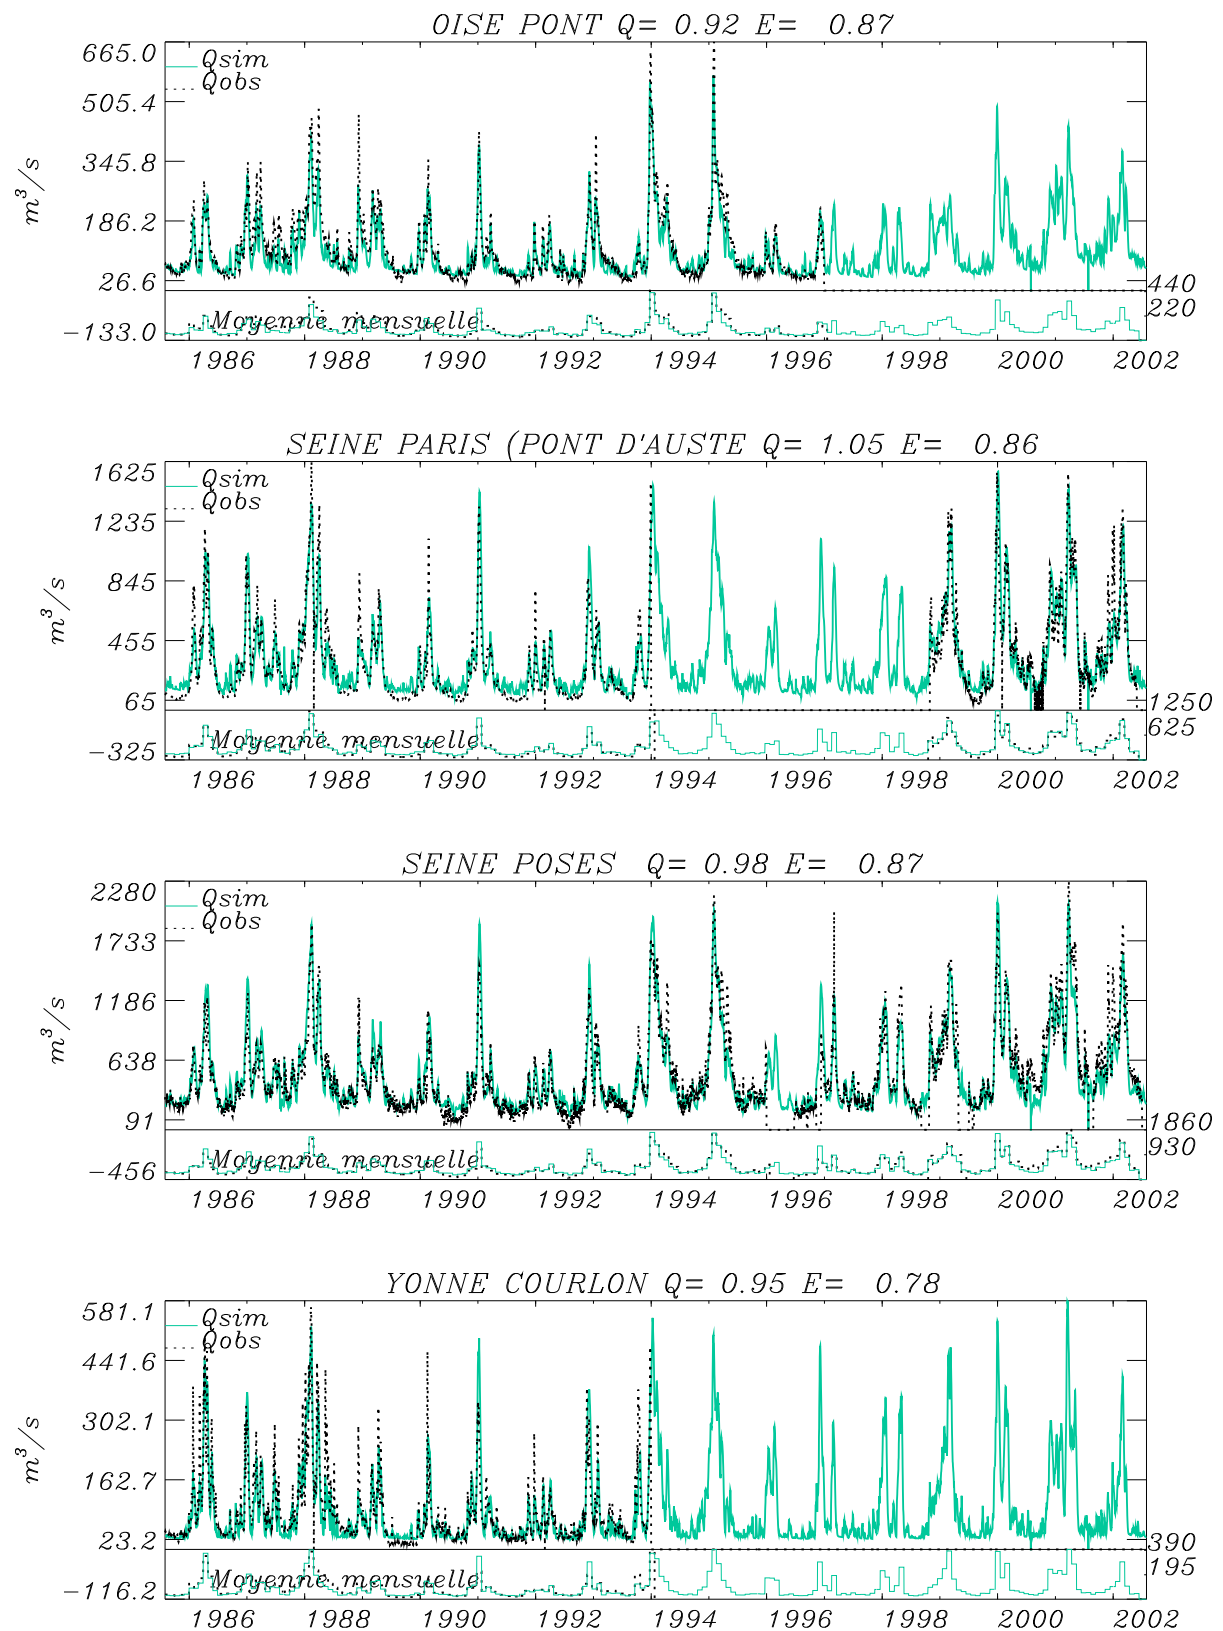 OISE PONT Q= 0.92 E= 0.87
665.0
505.4
345.8
186.2
26.6
-133.0
m³/s
Qsim
Qobs
440
220
Moyenne mensuelle
1986 1988 1990 1992 1994 1996 1998 2000 2002
SEINE PARIS (PONT D'AUSTE Q= 1.05 E= 0.86
1625
1235
845
455
65
-325
m³/s
Qsim
Qobs
1250
625
Moyenne mensuelle
1986 1988 1990 1992 1994 1996 1998 2000 2002
SEINE POSES Q= 0.98 E= 0.87
2280
1733
1186
638
91
-456
m³/s
Qsim
Qobs
1860
930
Moyenne mensuelle
1986 1988 1990 1992 1994 1996 1998 2000 2002
YONNE COURLON Q= 0.95 E= 0.78
581.1
441.6
302.1
162.7
23.2
-116.2
m³/s
Qsim
Qobs
390
195
Moyenne mensuelle
1986 1988 1990 1992 1994 1996 1998 2000 2002